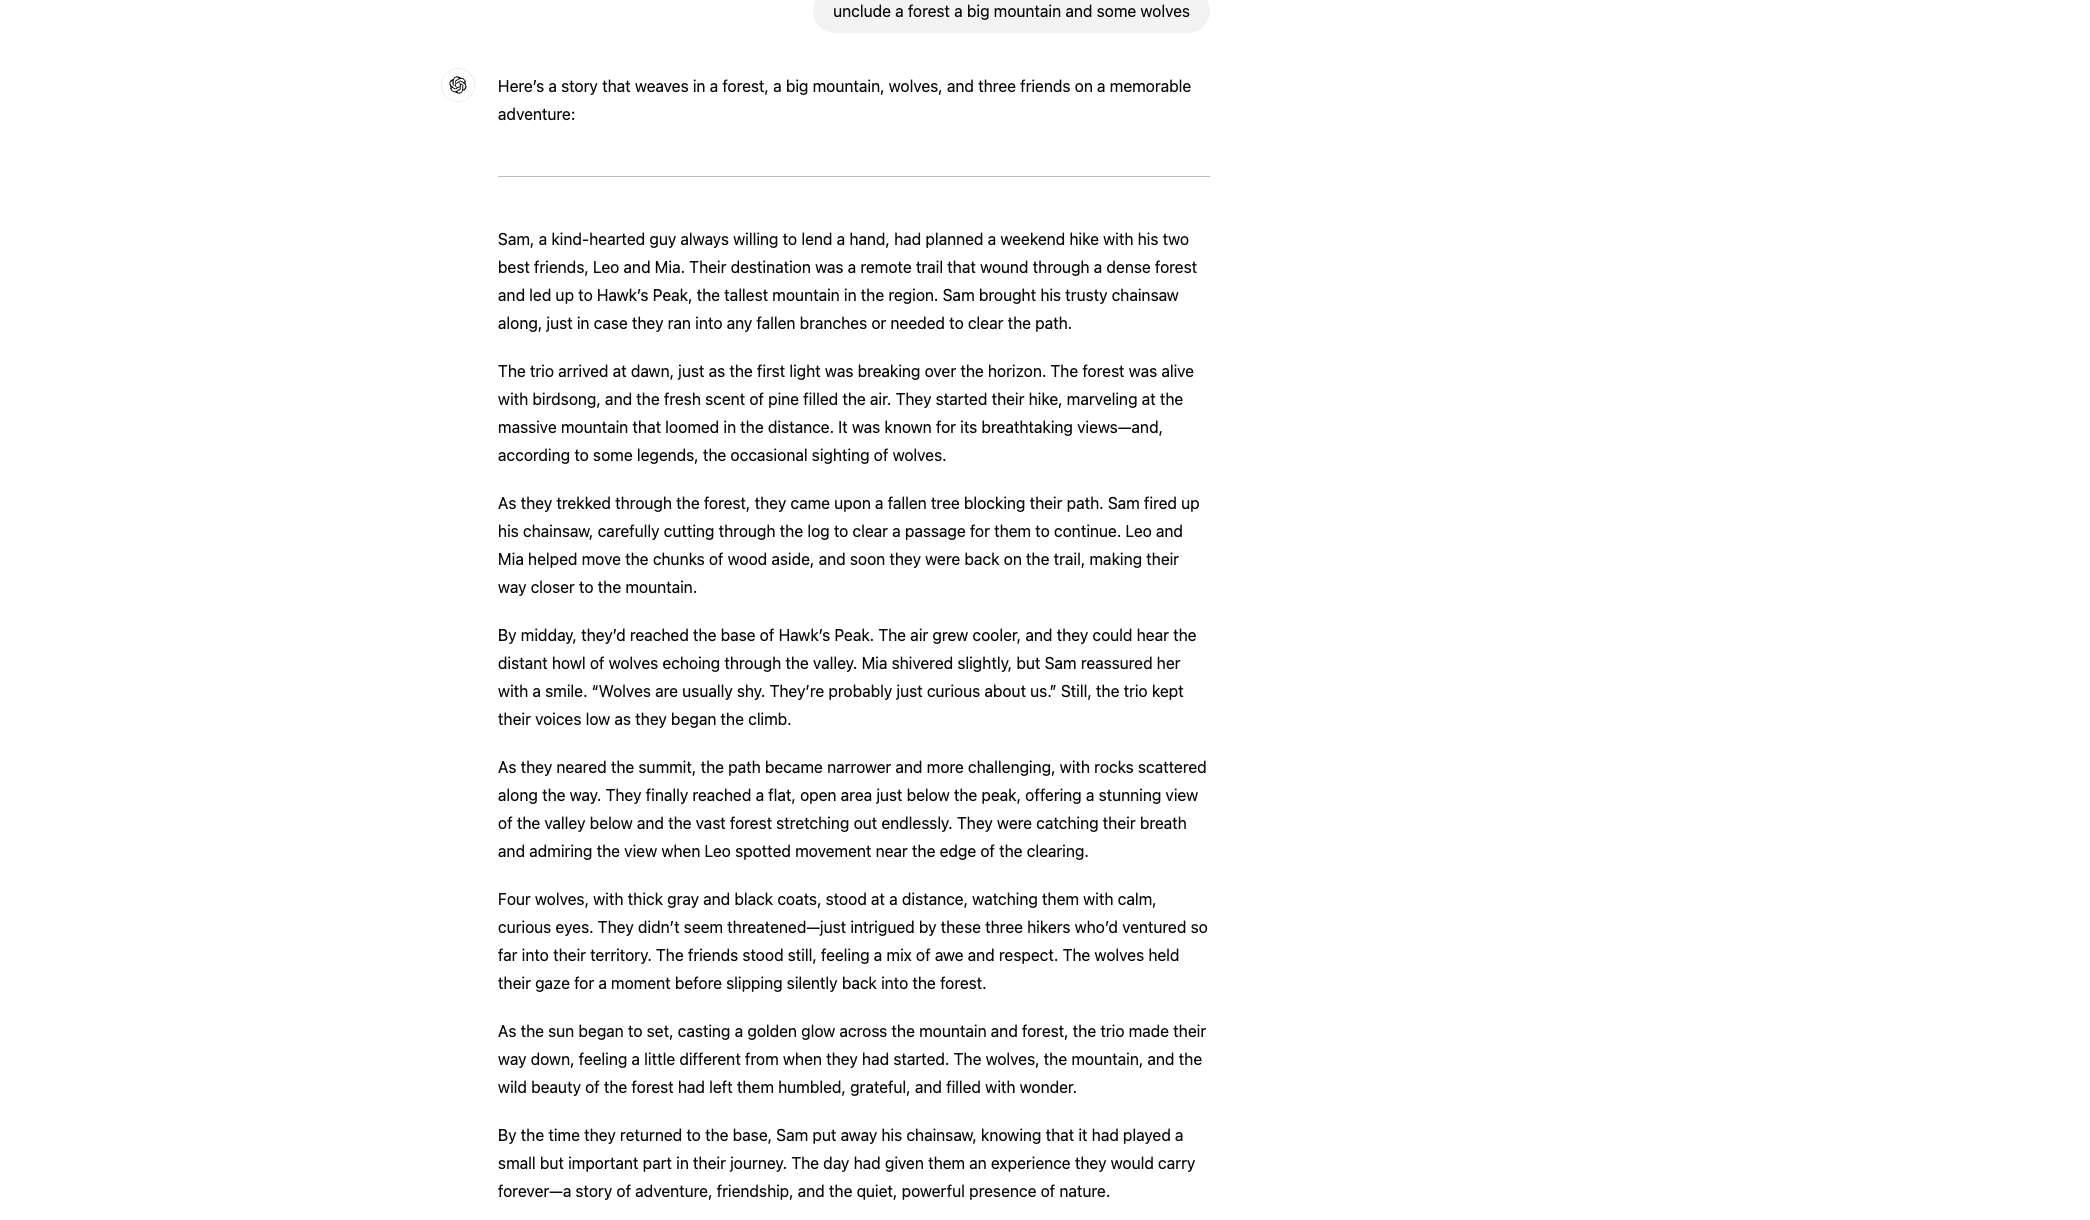 unclude a forest a big mountain and some wolves
Here’s a story that weaves in a forest, a big mountain, wolves, and three friends on a memorable
adventure:
Sam, a kind-hearted guy always willing to lend a hand, had planned a weekend hike with his two
best friends, Leo and Mia. Their destination was a remote trail that wound through a dense forest
and led up to Hawk’s Peak, the tallest mountain in the region. Sam brought his trusty chainsaw
along, just in case they ran into any fallen branches or needed to clear the path.
The trio arrived at dawn, just as the first light was breaking over the horizon. The forest was alive
with birdsong, and the fresh scent of pine filled the air. They started their hike, marveling at the
massive mountain that loomed in the distance. It was known for its breathtaking views—and,
according to some legends, the occasional sighting of wolves.
As they trekked through the forest, they came upon a fallen tree blocking their path. Sam fired up
his chainsaw, carefully cutting through the log to clear a passage for them to continue. Leo and
Mia helped move the chunks of wood aside, and soon they were back on the trail, making their
way closer to the mountain.
By midday, they’d reached the base of Hawk’s Peak. The air grew cooler, and they could hear the
distant howl of wolves echoing through the valley. Mia shivered slightly, but Sam reassured her
with a smile. “Wolves are usually shy. They’re probably just curious about us.” Still, the trio kept
their voices low as they began the climb.
As they neared the summit, the path became narrower and more challenging, with rocks scattered
along the way. They finally reached a flat, open area just below the peak, offering a stunning view
of the valley below and the vast forest stretching out endlessly. They were catching their breath
and admiring the view when Leo spotted movement near the edge of the clearing.
Four wolves, with thick gray and black coats, stood at a distance, watching them with calm,
curious eyes. They didn’t seem threatened—just intrigued by these three hikers who’d ventured so
far into their territory. The friends stood still, feeling a mix of awe and respect. The wolves held
their gaze for a moment before slipping silently back into the forest.
As the sun began to set, casting a golden glow across the mountain and forest, the trio made their
way down, feeling a little different from when they had started. The wolves, the mountain, and the
wild beauty of the forest had left them humbled, grateful, and filled with wonder.
By the time they returned to the base, Sam put away his chainsaw, knowing that it had played a
small but important part in their journey. The day had given them an experience they would carry
forever—a story of adventure, friendship, and the quiet, powerful presence of nature.